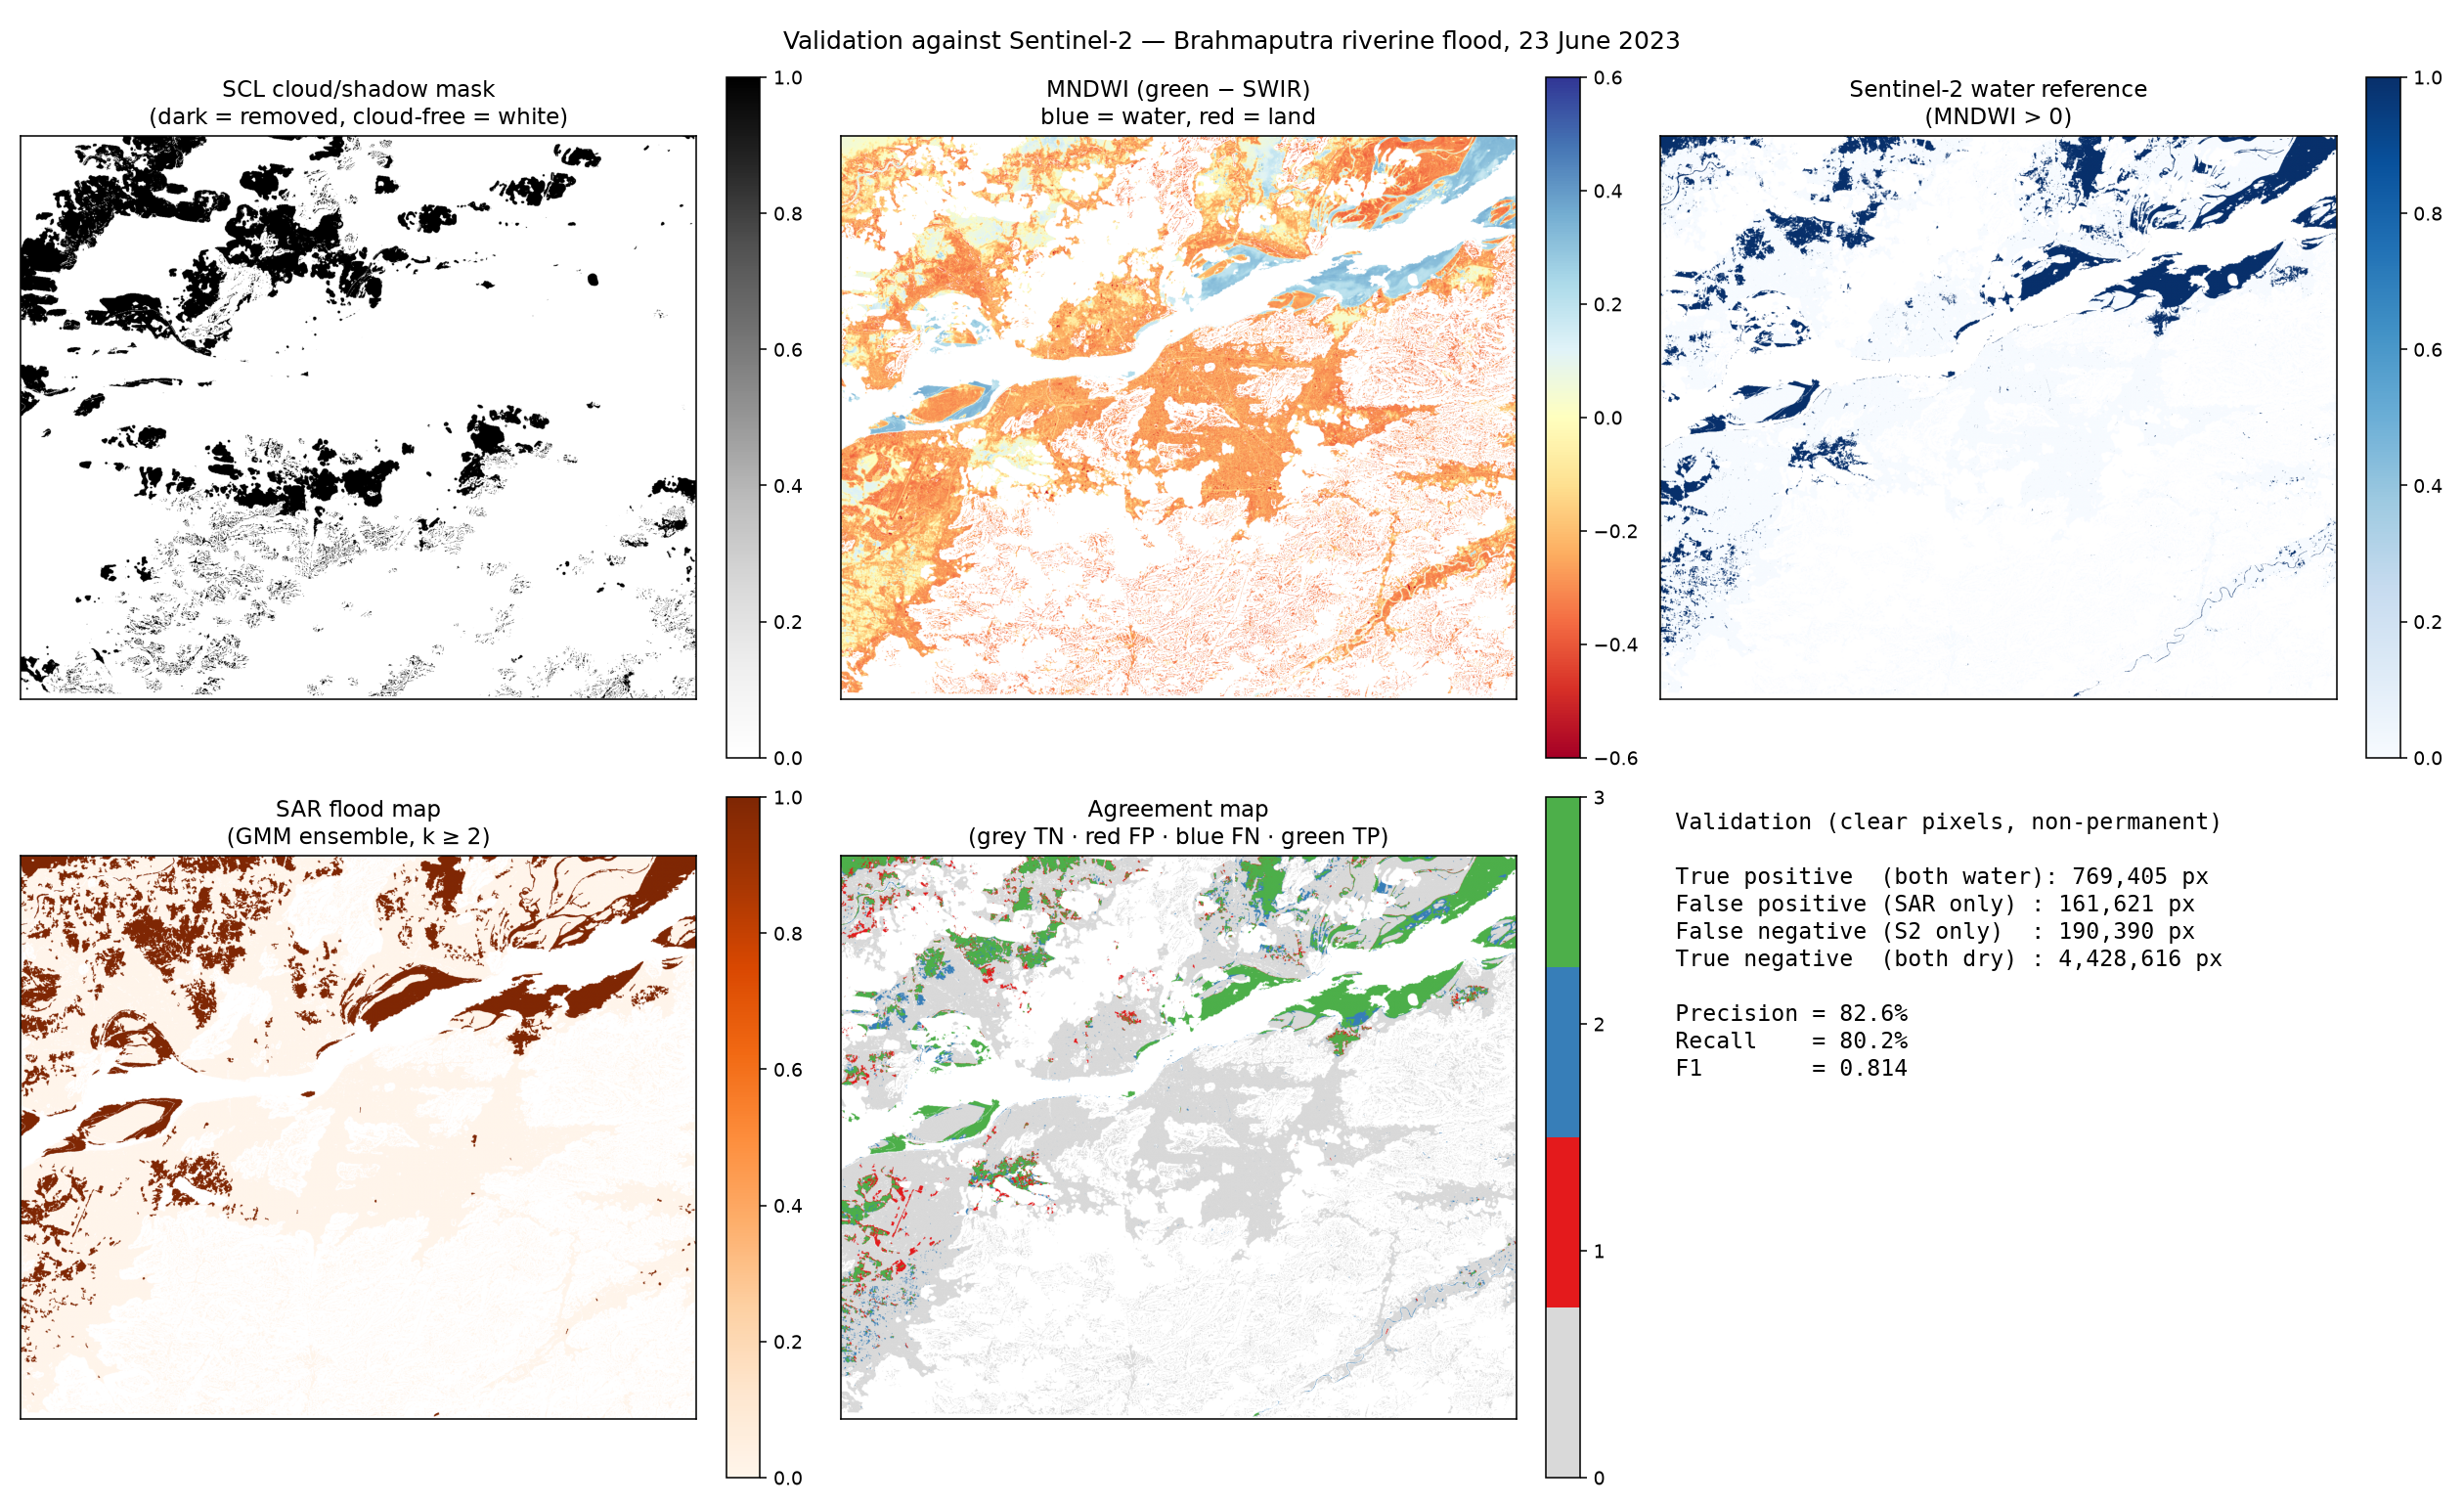 Validation against Sentinel-2 — Brahmaputra riverine flood, 23 June 2023
SCL cloud/shadow mask
(dark = removed, cloud-free = white)
1.0
0.8
0.6
0.4
0.2
0.0
MNDWI (green − SWIR)
blue = water, red = land
0.6
0.4
0.2
0.0
−0.2
−0.4
−0.6
Sentinel-2 water reference
(MNDWI > 0)
1.0
0.8
0.6
0.4
0.2
0.0
SAR flood map
(GMM ensemble, k ≥ 2)
1.0
0.8
0.6
0.4
0.2
0.0
Agreement map
(grey TN · red FP · blue FN · green TP)
3
2
1
0
Validation (clear pixels, non-permanent)
True positive  (both water): 769,405 px
False positive (SAR only) : 161,621 px
False negative (S2 only)  : 190,390 px
True negative  (both dry) : 4,428,616 px
Precision = 82.6%
Recall    = 80.2%
F1        = 0.814